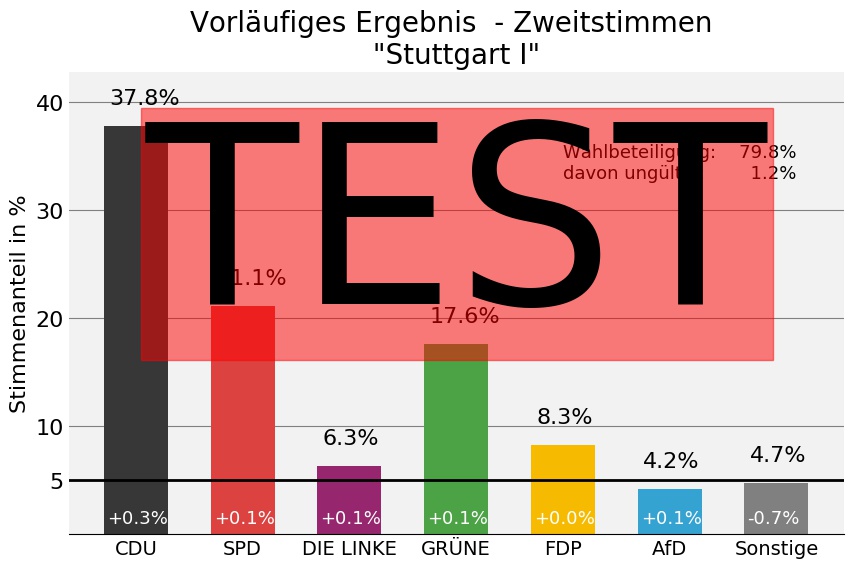 Vorläufiges Ergebnis - Zweitstimmen
"Stuttgart I"
Stimmenanteil in %
40
30
20
10
5
37.8%
1.1%
6.3%
17.6%
8.3%
4.2%
4.7%
TEST
Wahlbeteiligung: 79.8%
davon 1.2%
+0.3%
+0.1%
+0.1%
+0.1%
+0.0%
+0.1%
-0.7%
CDU
SPD
DIE LINKE
GRÜNE
FDP
AfD
Sonstige